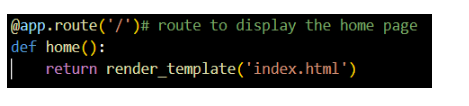 @app.route('/')# route to display the home page
def home():
    return render_template('index.html')